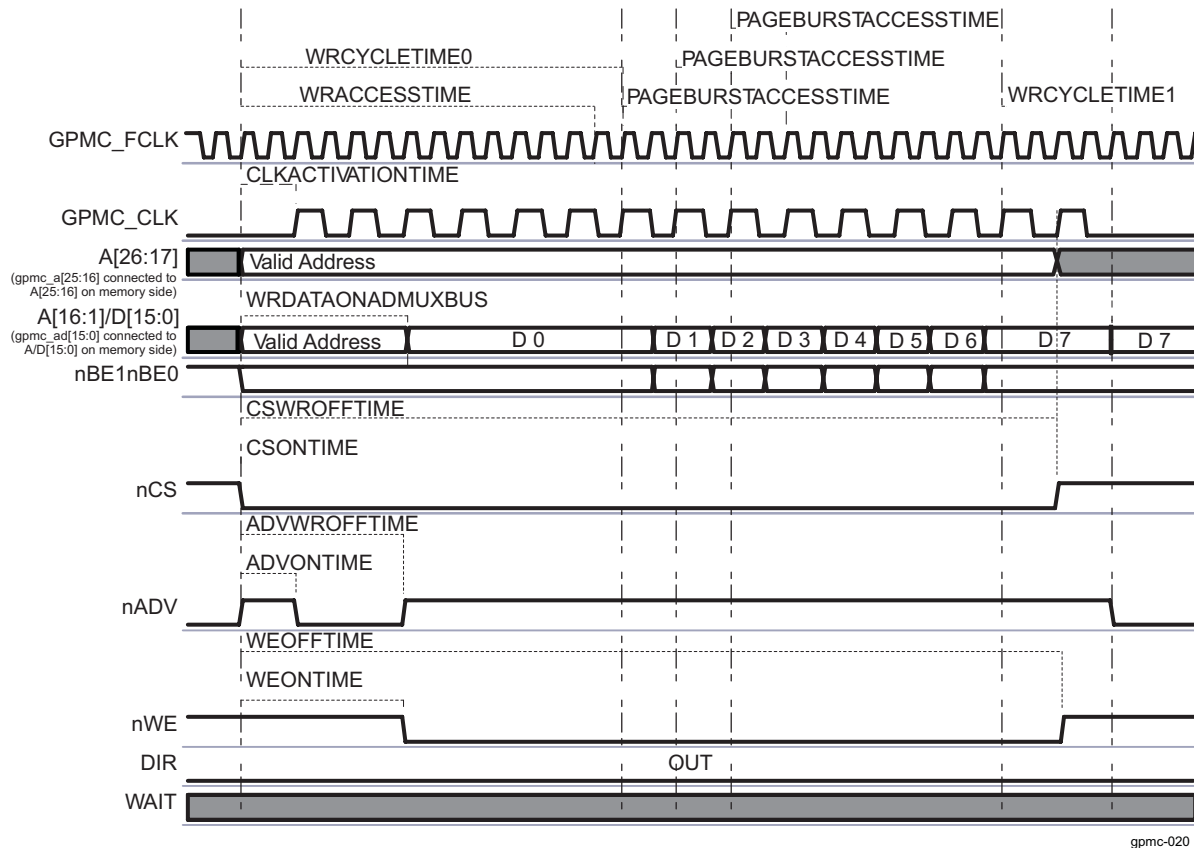 PAGEBURSTACCESSTIME
WRCYCLETIME0
PAGEBURSTACCESSTIME
WRACCESSTIME
PAGEBURSTACCESSTIME
WRCYCLETIME1
GPMC_FCLK
CLKACTIVATIONTIME
GPMC_CLK
A[26:17]
Valid Address
(gpmc_a[25:16] connected to
A[25:16] on memory side)
WRDATAONADMUXBUS
A[16:1]/D[15:0]
(gpmc_ad[15:0] connected to
A/D[15:0] on memory side)
Valid Address D 0 D 1 D 2 D 3 D 4 D 5 D 6 D 7 D 7
nBE1nBE0
CSWROFFTIME
CSONTIME
nCS
ADVWROFFTIME
ADVONTIME
nADV
WEOFFTIME
WEONTIME
nWE
DIR
OUT
WAIT
gpmc-020